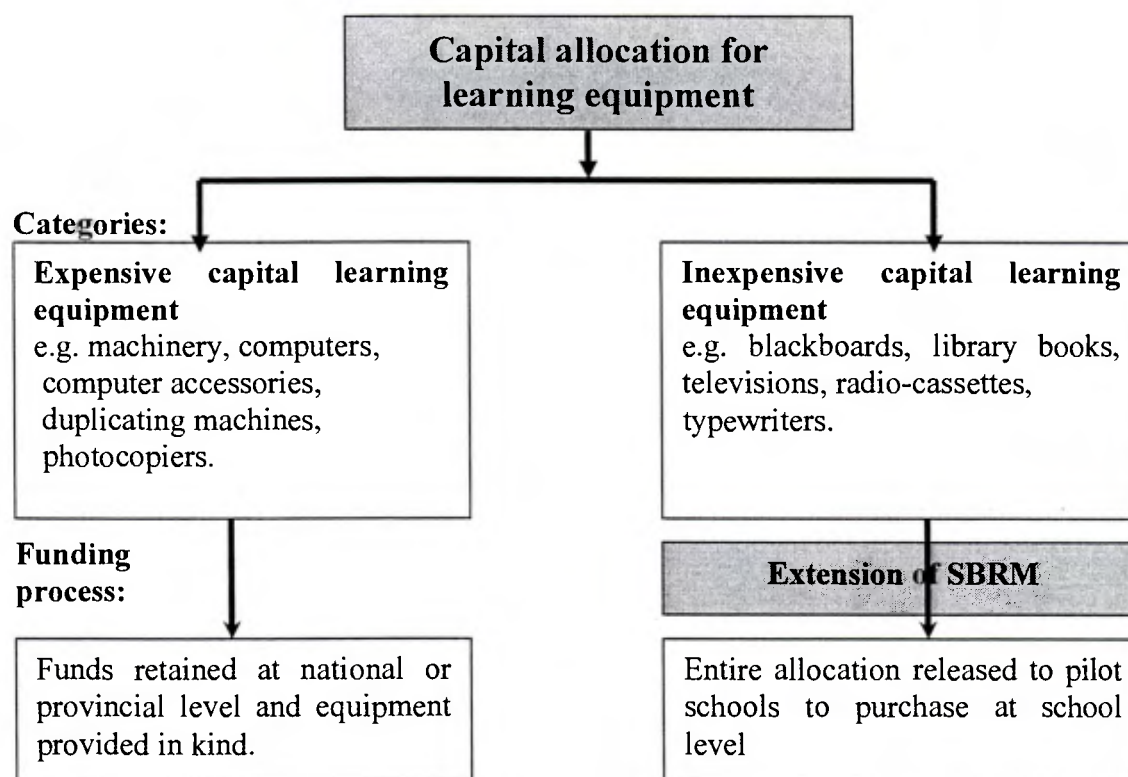 Capital allocation for
learning equipment
Categories:
Expensive capital learning
equipment
e.g. machinery, computers,
computer accessories,
duplicating machines,
photocopiers.
Inexpensive capital learning
equipment
e.g. blackboards, library books,
televisions, radio-cassettes,
typewriters.
Funding
process:
Extension of SBRM
Funds retained at national or
provincial level and equipment
provided in kind.
Entire allocation released to pilot
schools to purchase at school
level